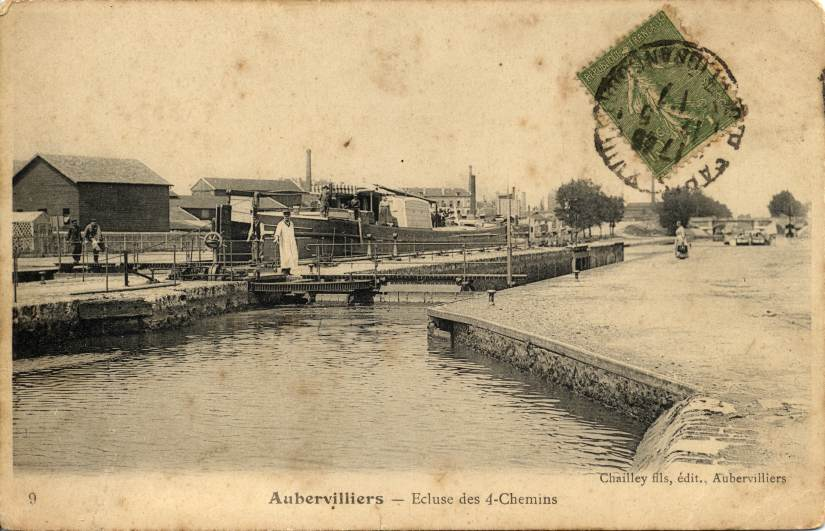 9
Aubervilliers — Ecluse des 4-Chemins
Chailley fils, édit., Aubervilliers